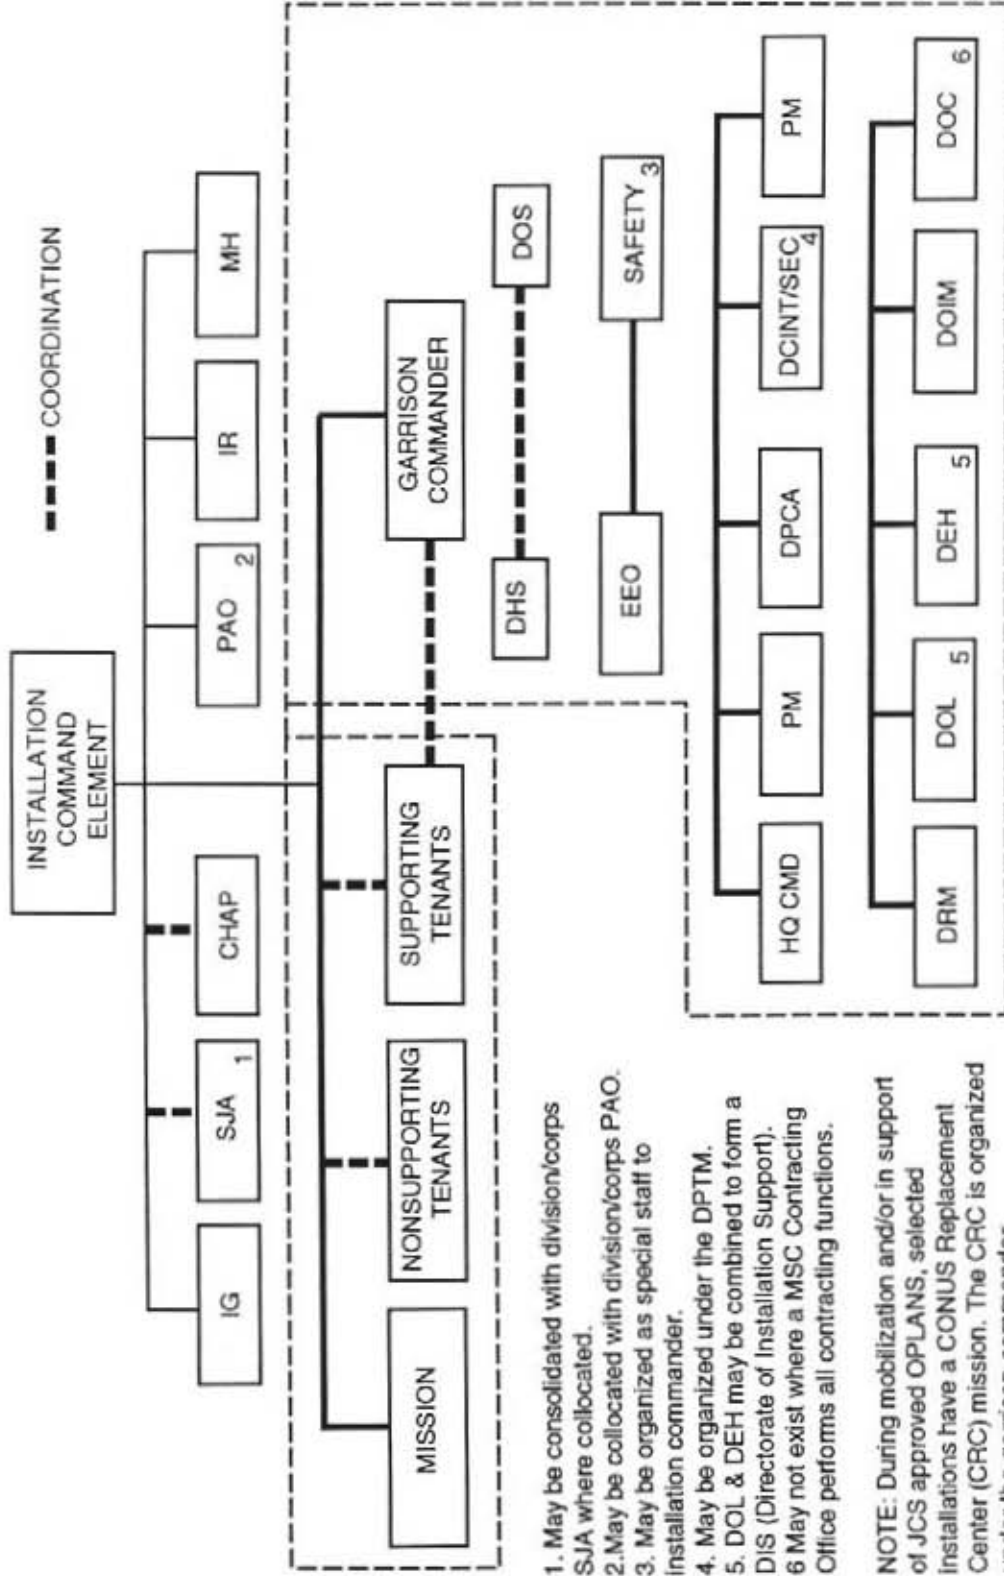 INSTALLATION
COMMAND
ELEMENT
COORDINATION
IG
SJA
1
CHAP
PAO
2
IR
MH
MISSION
NONSUPPORTING
TENANTS
SUPPORTING
TENANTS
GARRISON
COMMANDER
DHS
DOS
EEO
SAFETY
3
HQ CMD
PM
DPCA
DCINT/SEC
4
PM
DRM
DOL
5
DEH
5
DOIM
DOC
6
1. May be consolidated with division/corps
SJA where collocated.
2.May be collocated with division/corps PAO.
3. May be organized as special staff to
installation commander.
4. May be organized under the DPTM.
5. DOL & DEH may be combined to form a
DIS (Directorate of Installation Support).
6 May not exist where a MSC Contracting
Office performs all contracting functions.
NOTE: During mobilization and/or in support
of JCS approved OPLANS, selected
installations have a CONUS Replacement
Center (CRC) mission. The CRC is organized